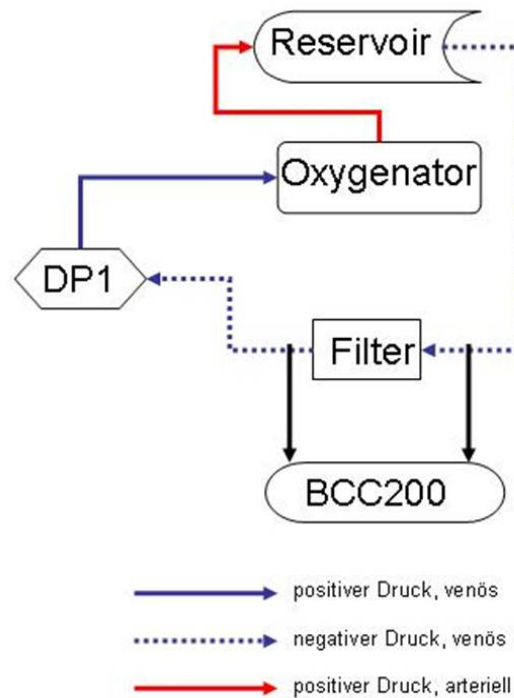 Reservoir
Oxygenator
DP1
Filter
BCC200
positiver Druck, venös
negativer Druck, venös
positiver Druck, arteriell